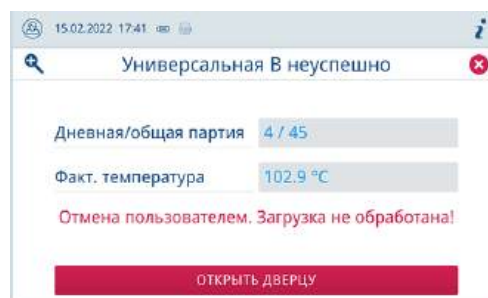 15.02.2022 17:41
Универсальная B неуспешно
Дневная/общая партия 4 / 45
Факт. температура 102.9 °C
Отмена пользователем. Загрузка не обработана!
ОТКРЫТЬ ДВЕРЦУ